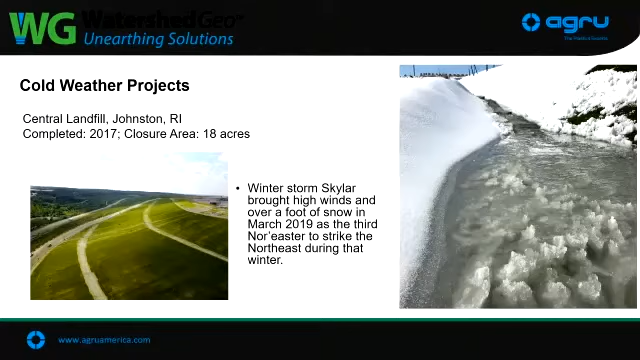 WG WatershedGeo
Unearthing Solutions
agru
Cold Weather Projects
Central Landfill, Johnston, RI
Completed: 2017; Closure Area: 18 acres
• Winter storm Skylar
brought high winds and
over a foot of snow in
March 2019 as the third
Nor'easter to strike the
Northeast during that
winter.
www.agruamerica.com